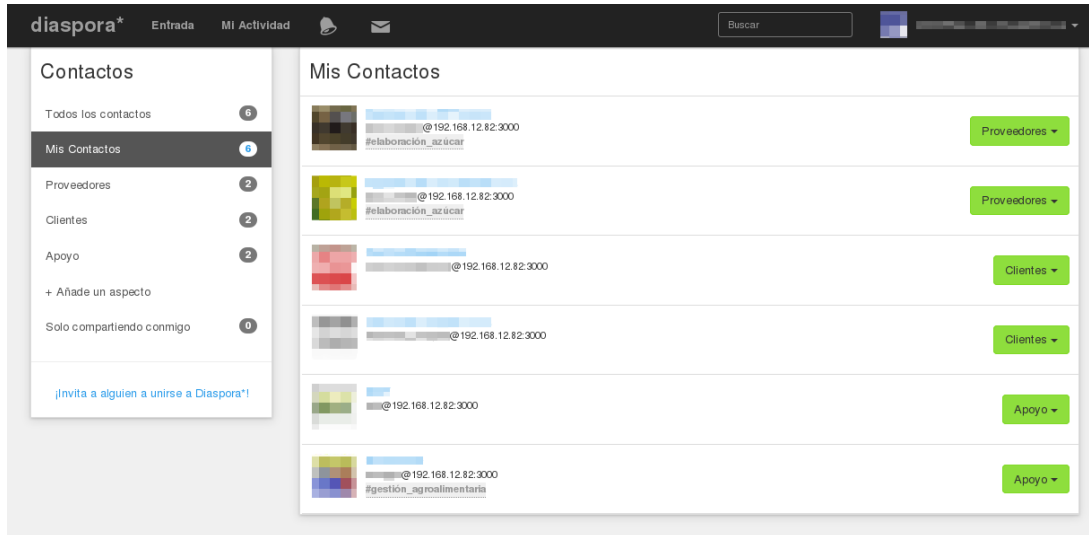 diaspora* Entrada Mi Actividad Buscar
Contactos
Todos los contactos 6
Mis Contactos 6
Proveedores 2
Clientes 2
Apoyo 2
+ Añade un aspecto
Solo compartiendo conmigo 0
¡Invita a alguien a unirse a Diaspora*!
Mis Contactos
@192.168.12.82:3000
#elaboración_azúcar
Proveedores
@192.168.12.82:3000
#elaboración_azúcar
Proveedores
@192.168.12.82:3000
Clientes
@192.168.12.82:3000
Clientes
@192.168.12.82:3000
Apoyo
@192.168.12.82:3000
#gestión_agroalimentaria
Apoyo